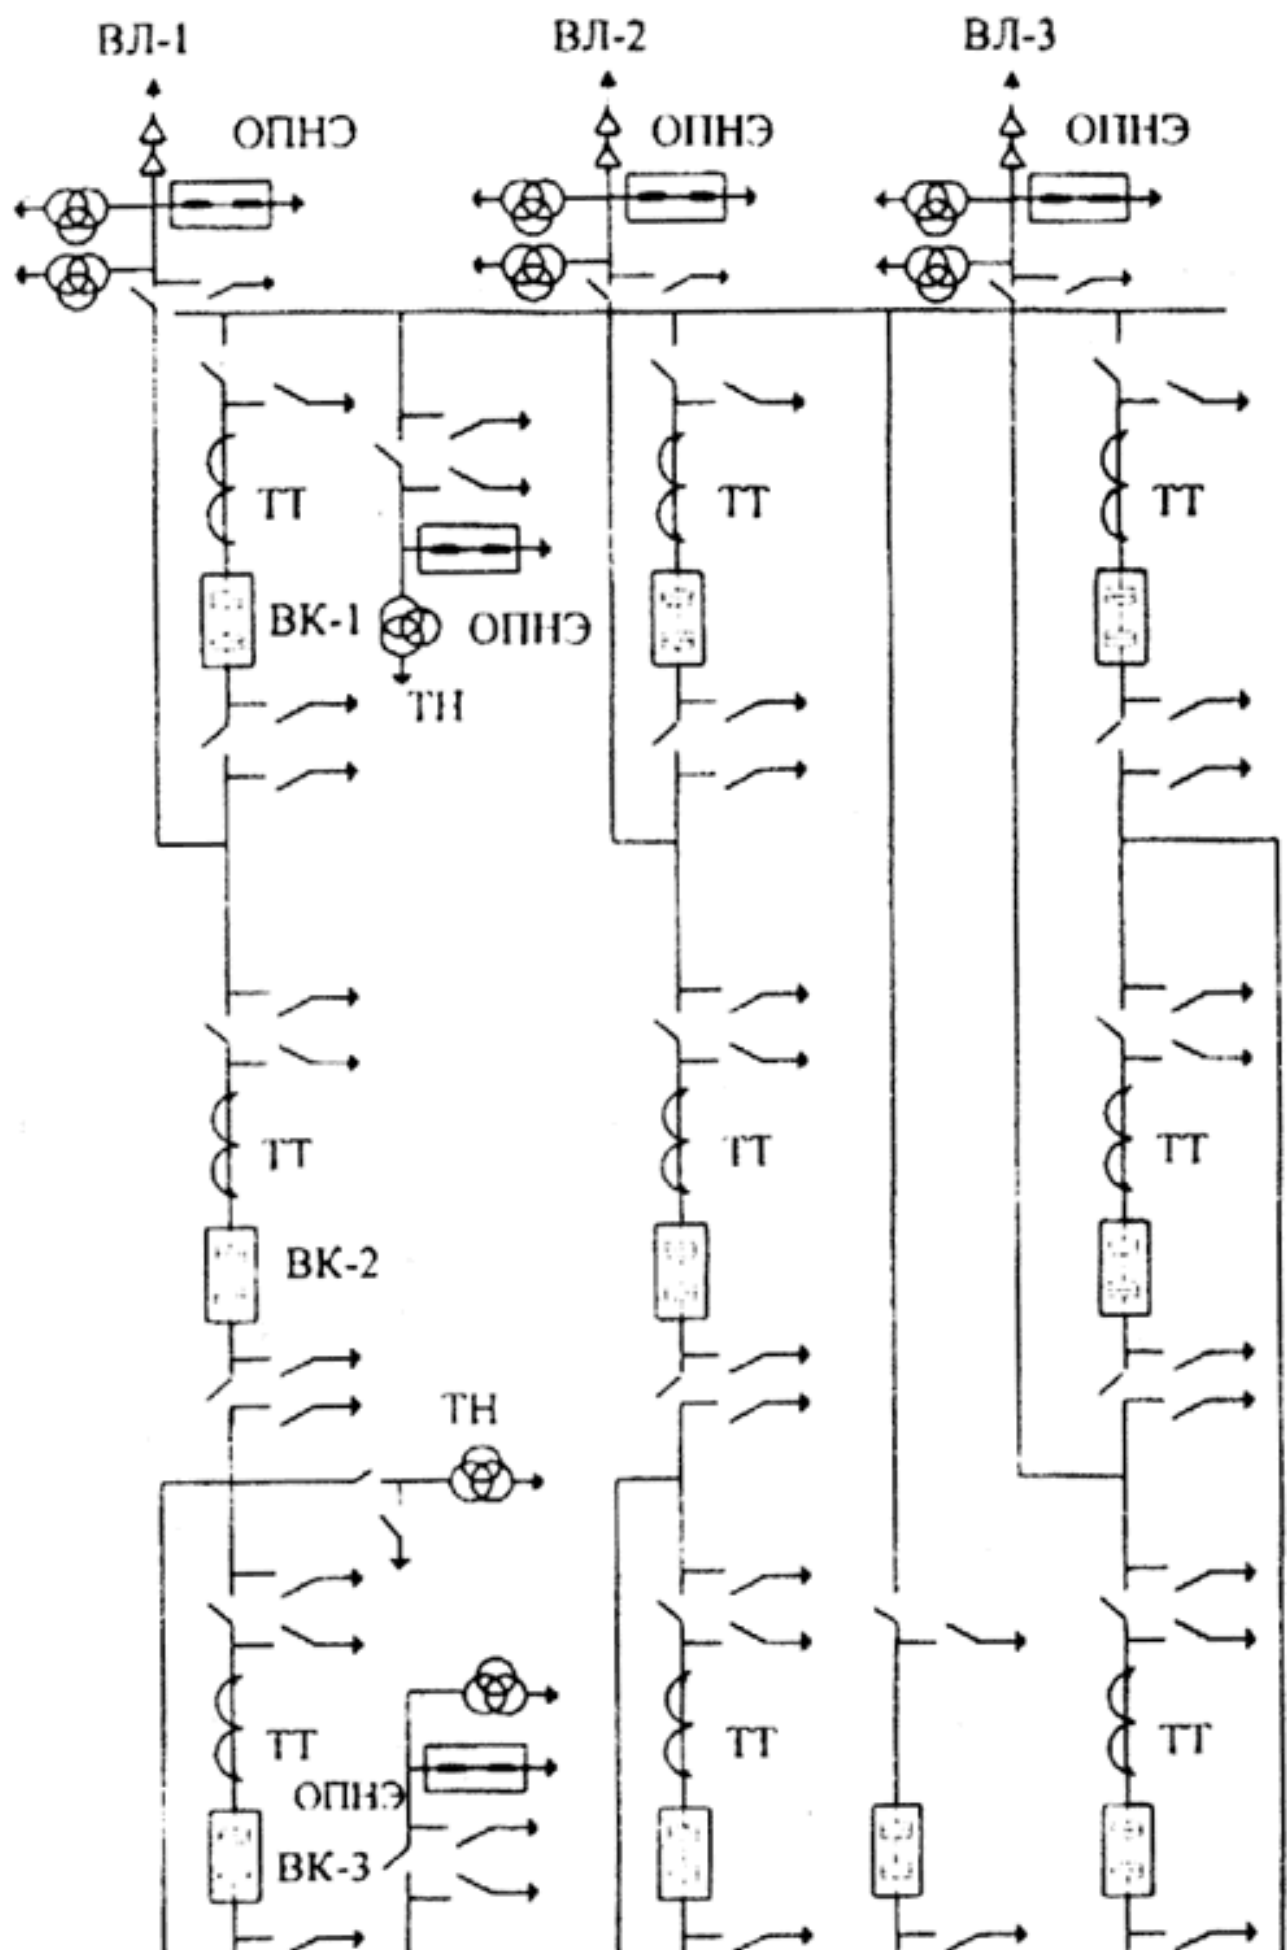 ВЛ-1
ВЛ-2
ВЛ-3
ОПНЭ
ОПНЭ
ОПНЭ
ТТ
ТТ
ТТ
ВК-1
ОПНЭ
ТН
ТТ
ТТ
ТТ
ВК-2
ТН
ТТ
ТТ
ТТ
ОПНЭ
ВК-3